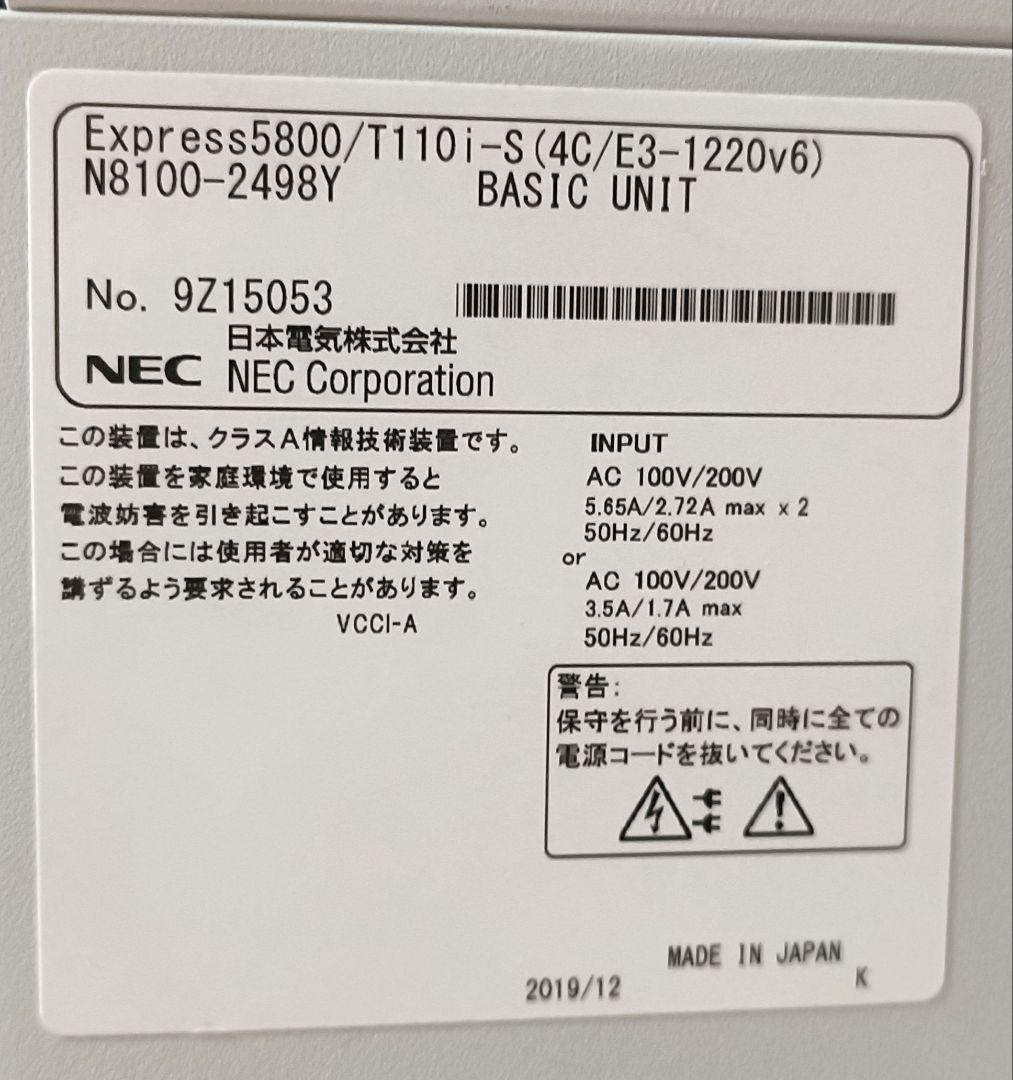 Express5800/T110i-S(4C/E3-1220v6)
N8100-2498Y BASIC UNIT
No. 9Z15053
日本電気株式会社
NEC NEC Corporation
この装置は、クラスA情報技術装置です。
この装置を家庭環境で使用すると
電波妨害を引き起こすことがあります。
この場合には使用者が適切な対策を
講ずるよう要求されることがあります。
VCCI-A
INPUT
AC 100V/200V
5.65A/2.72A max x 2
50Hz/60Hz
or
AC 100V/200V
3.5A/1.7A max
50Hz/60Hz
警告:
保守を行う前に、同時に全ての
電源コードを抜いてください。
MADE IN JAPAN
2019/12 K